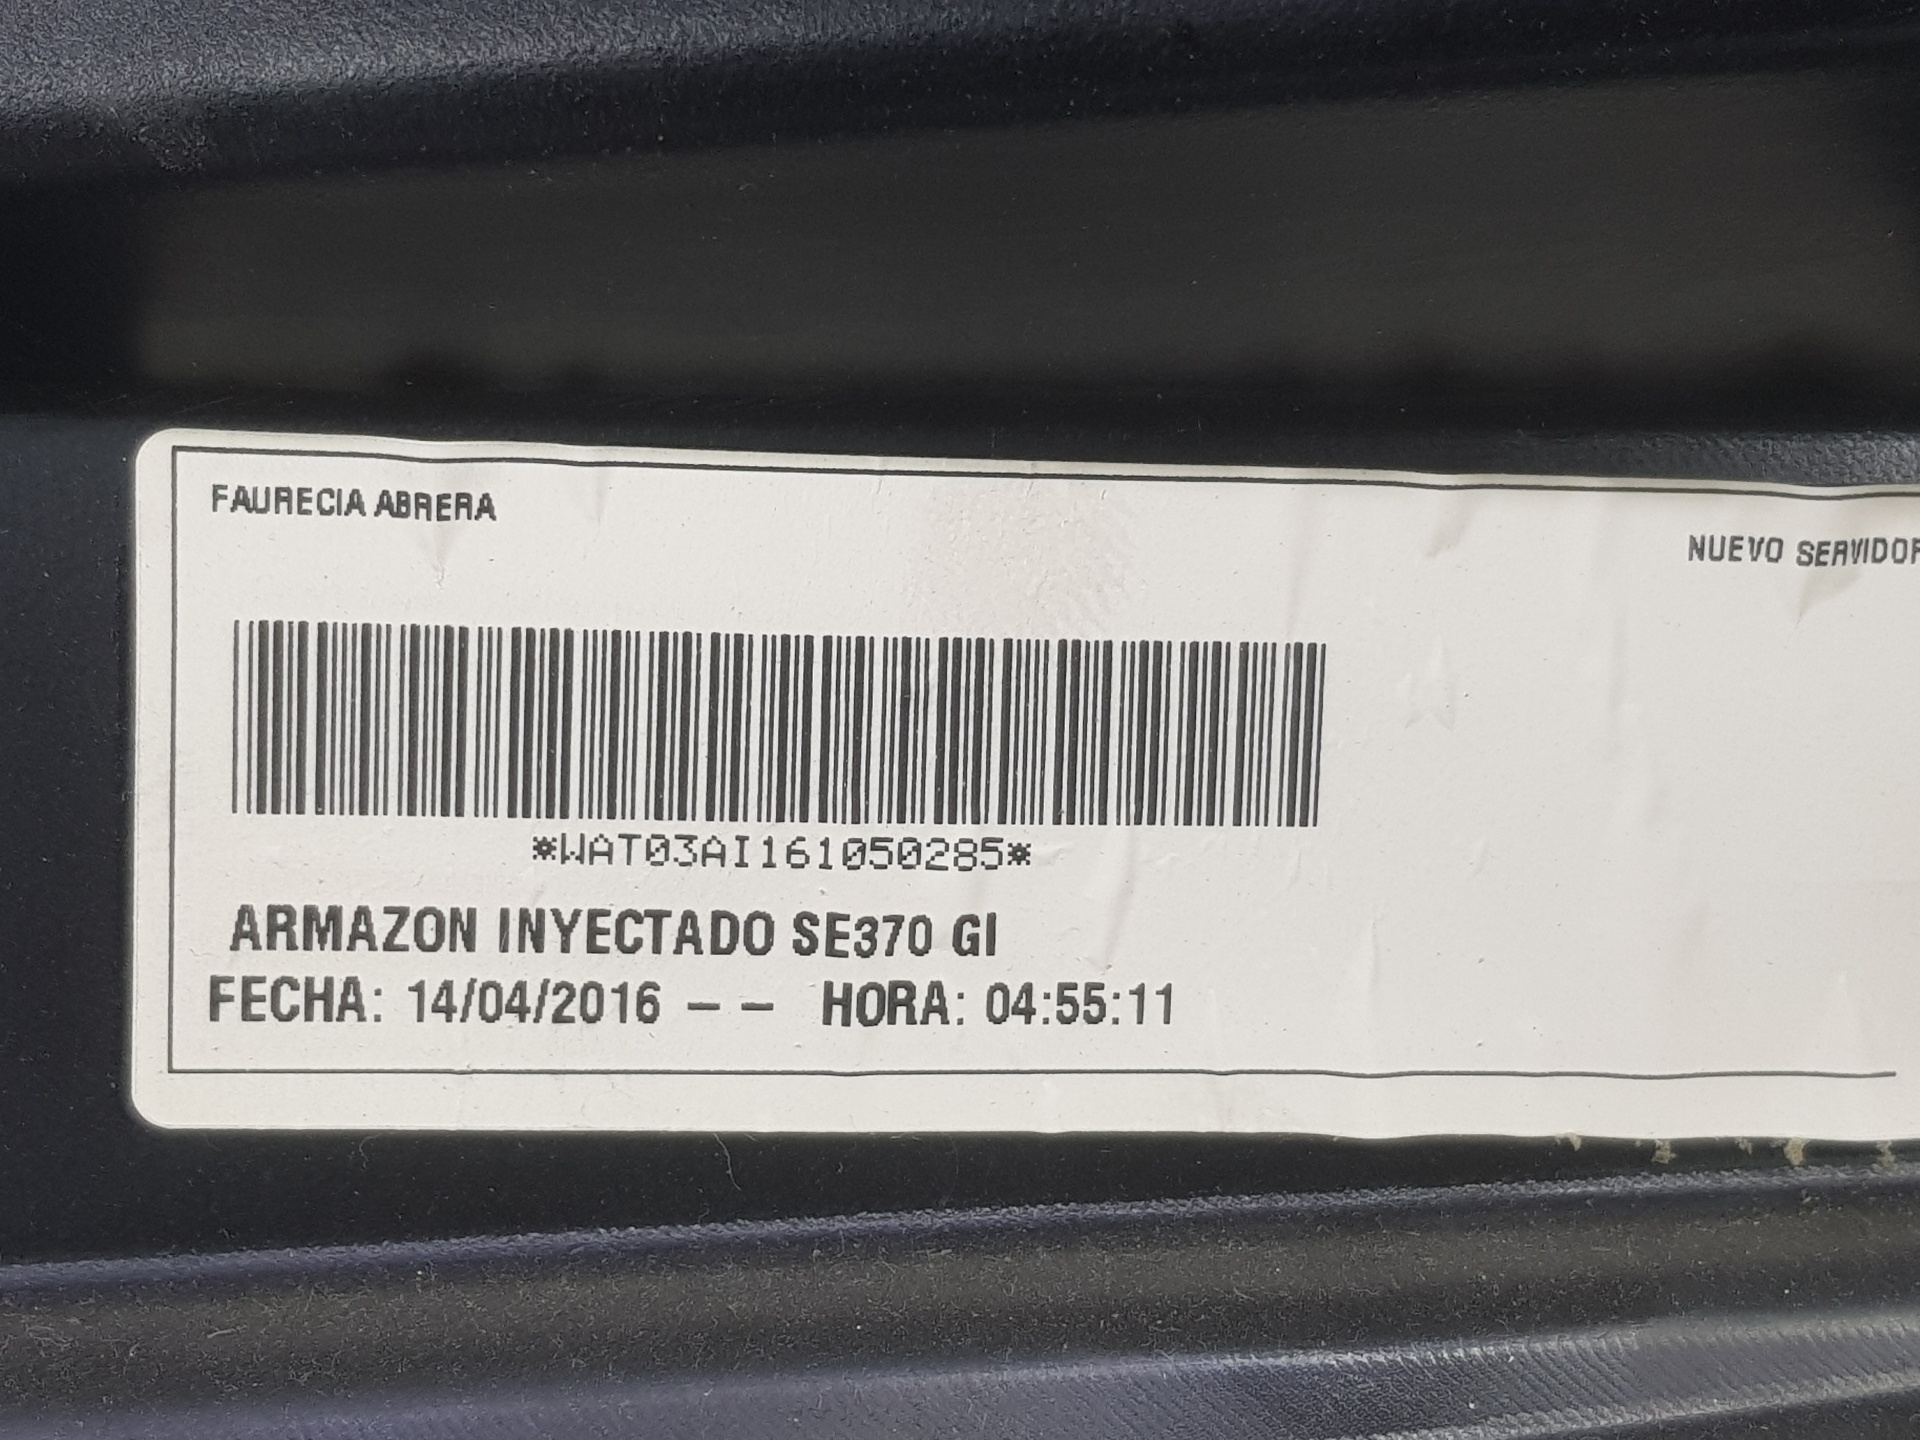 FAURECIA ABRERA
NUEVO SERVIDOR
*WAT03AI161050285*
ARMAZON INYECTADO SE370 GI
FECHA: 14/04/2016 -- HORA: 04:55:11